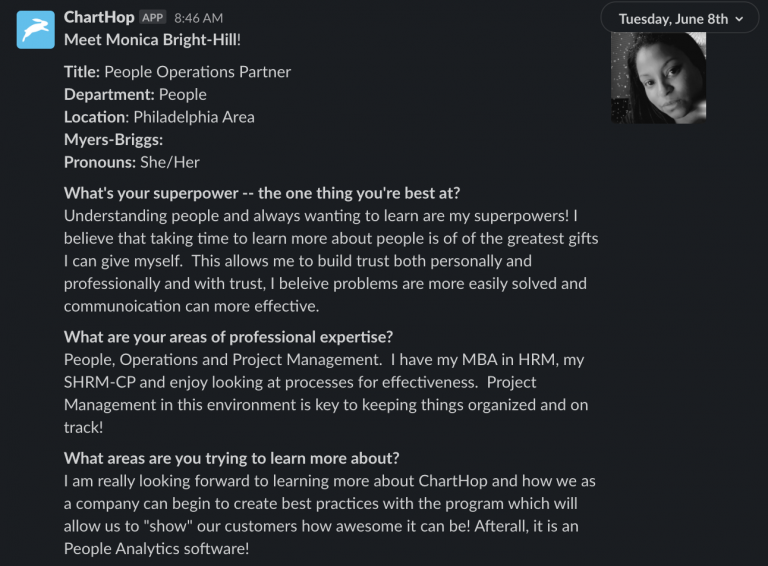 ChartHop APP 8:46 AM
Tuesday, June 8th
Meet Monica Bright-Hill!
Title: People Operations Partner
Department: People
Location: Philadelphia Area
Myers-Briggs:
Pronouns: She/Her
What's your superpower -- the one thing you're best at?
Understanding people and always wanting to learn are my superpowers! I
believe that taking time to learn more about people is of of the greatest gifts
I can give myself.  This allows me to build trust both personally and
professionally and with trust, I beleive problems are more easily solved and
communoication can more effective.
What are your areas of professional expertise?
People, Operations and Project Management.  I have my MBA in HRM, my
SHRM-CP and enjoy looking at processes for effectiveness.  Project
Management in this environment is key to keeping things organized and on
track!
What areas are you trying to learn more about?
I am really looking forward to learning more about ChartHop and how we as
a company can begin to create best practices with the program which will
allow us to "show" our customers how awesome it can be! Afterall, it is an
People Analytics software!